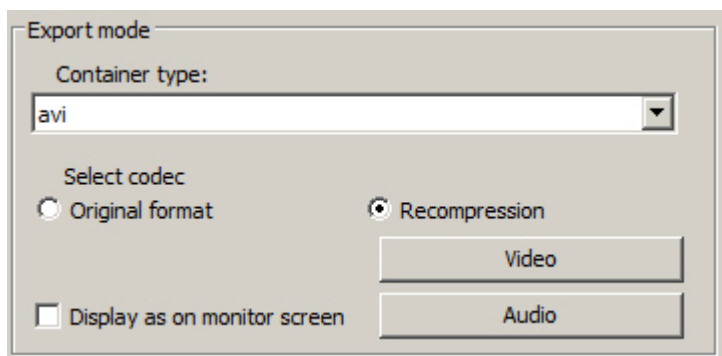 Export mode
Container type:
avi
Select codec
Original format
Recompression
Video
Display as on monitor screen
Audio